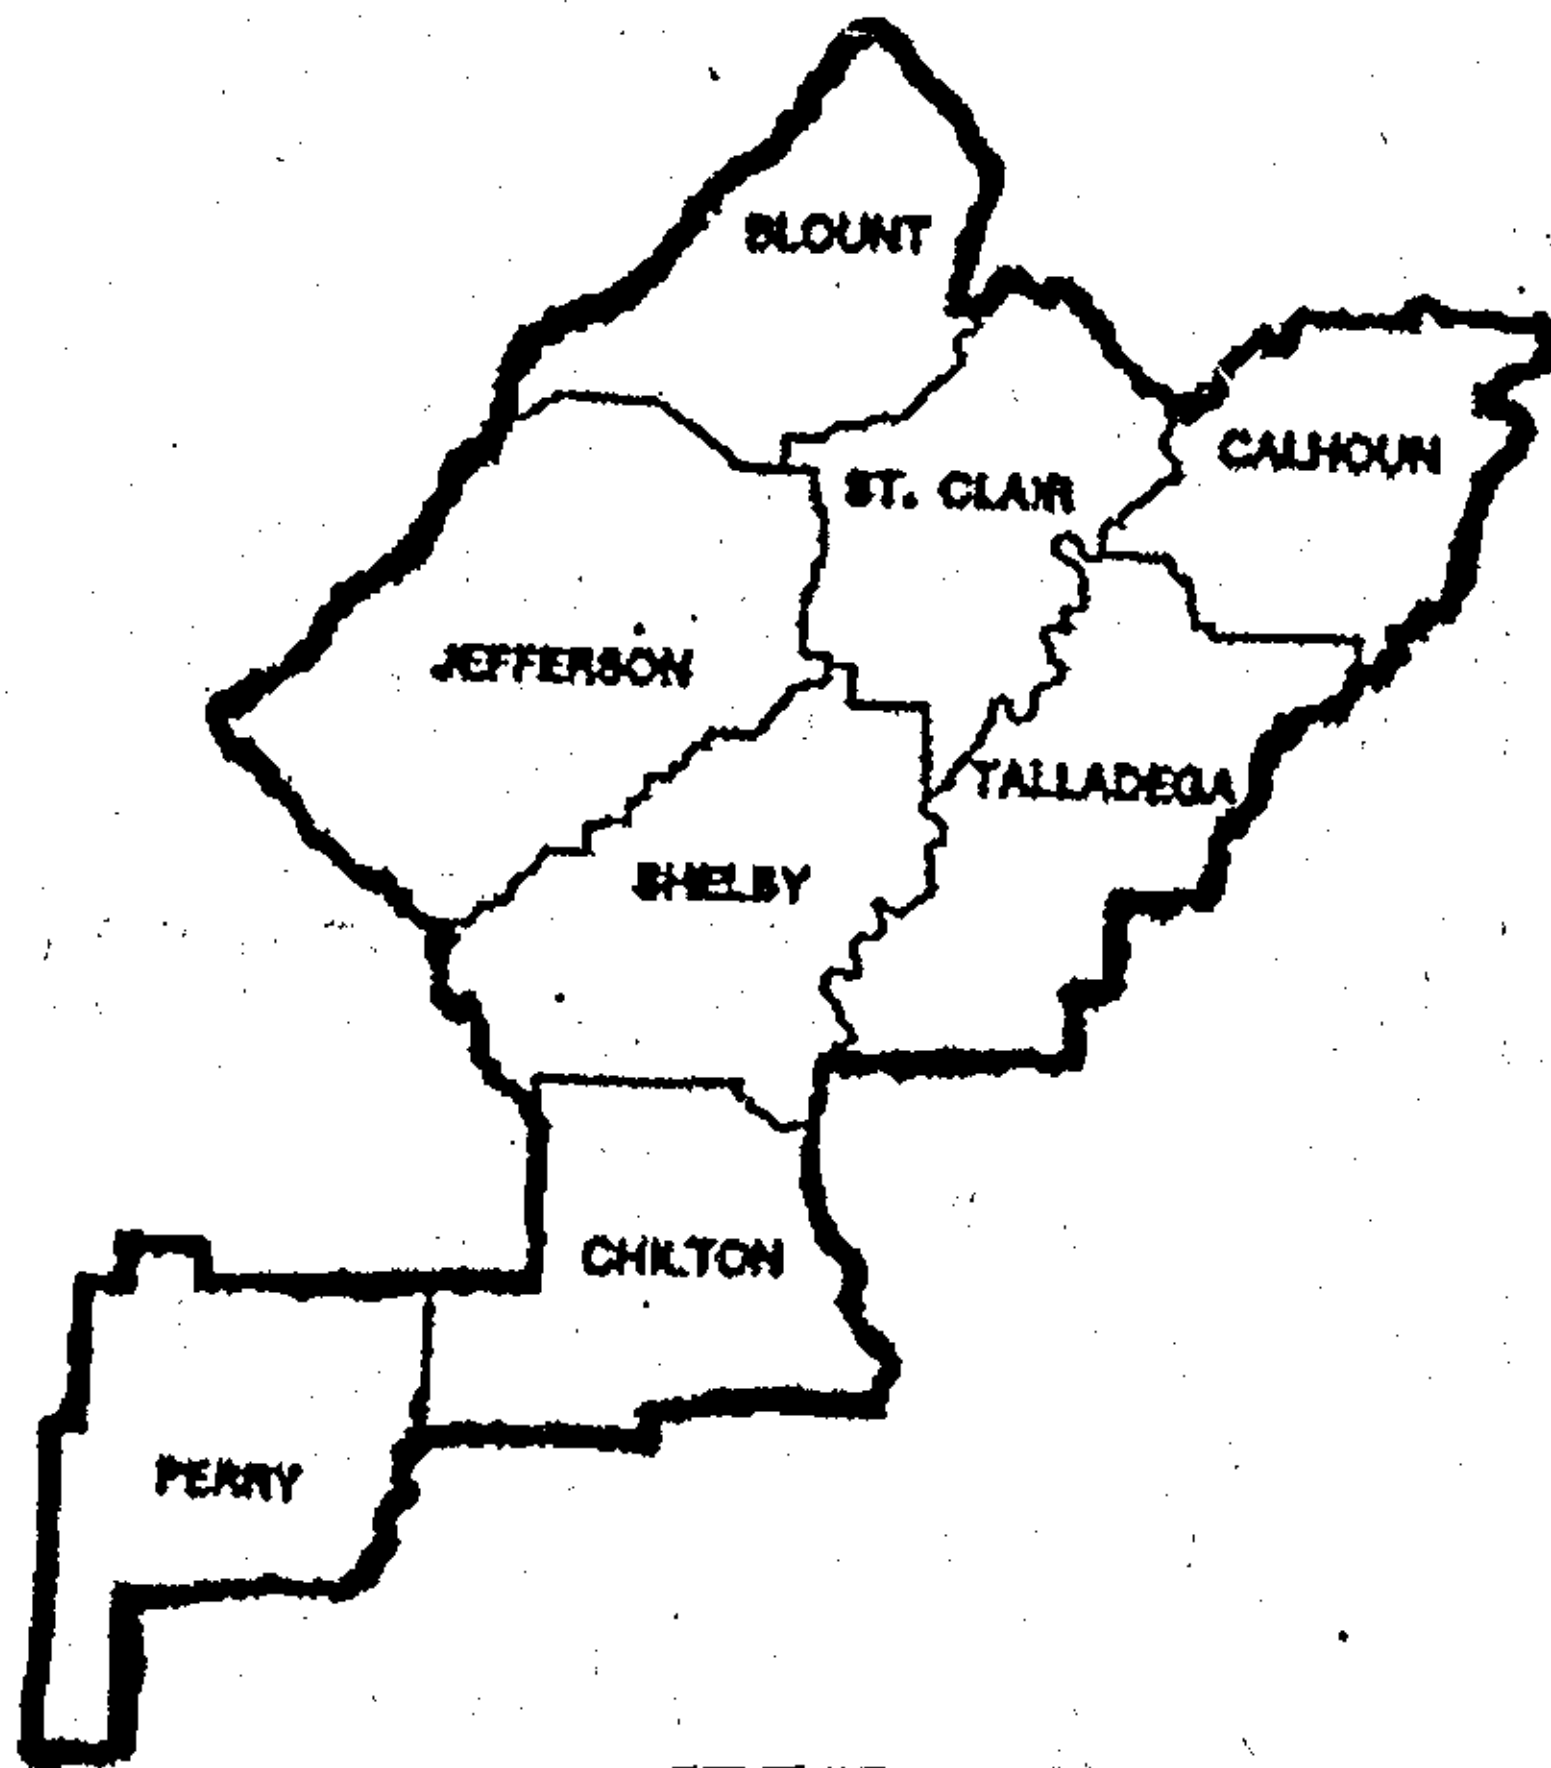 BLOUNT
CALHOUN
ST. CLAIR
JEFFERSON
TALLADEGA
SHELBY
CHILTON
PERRY